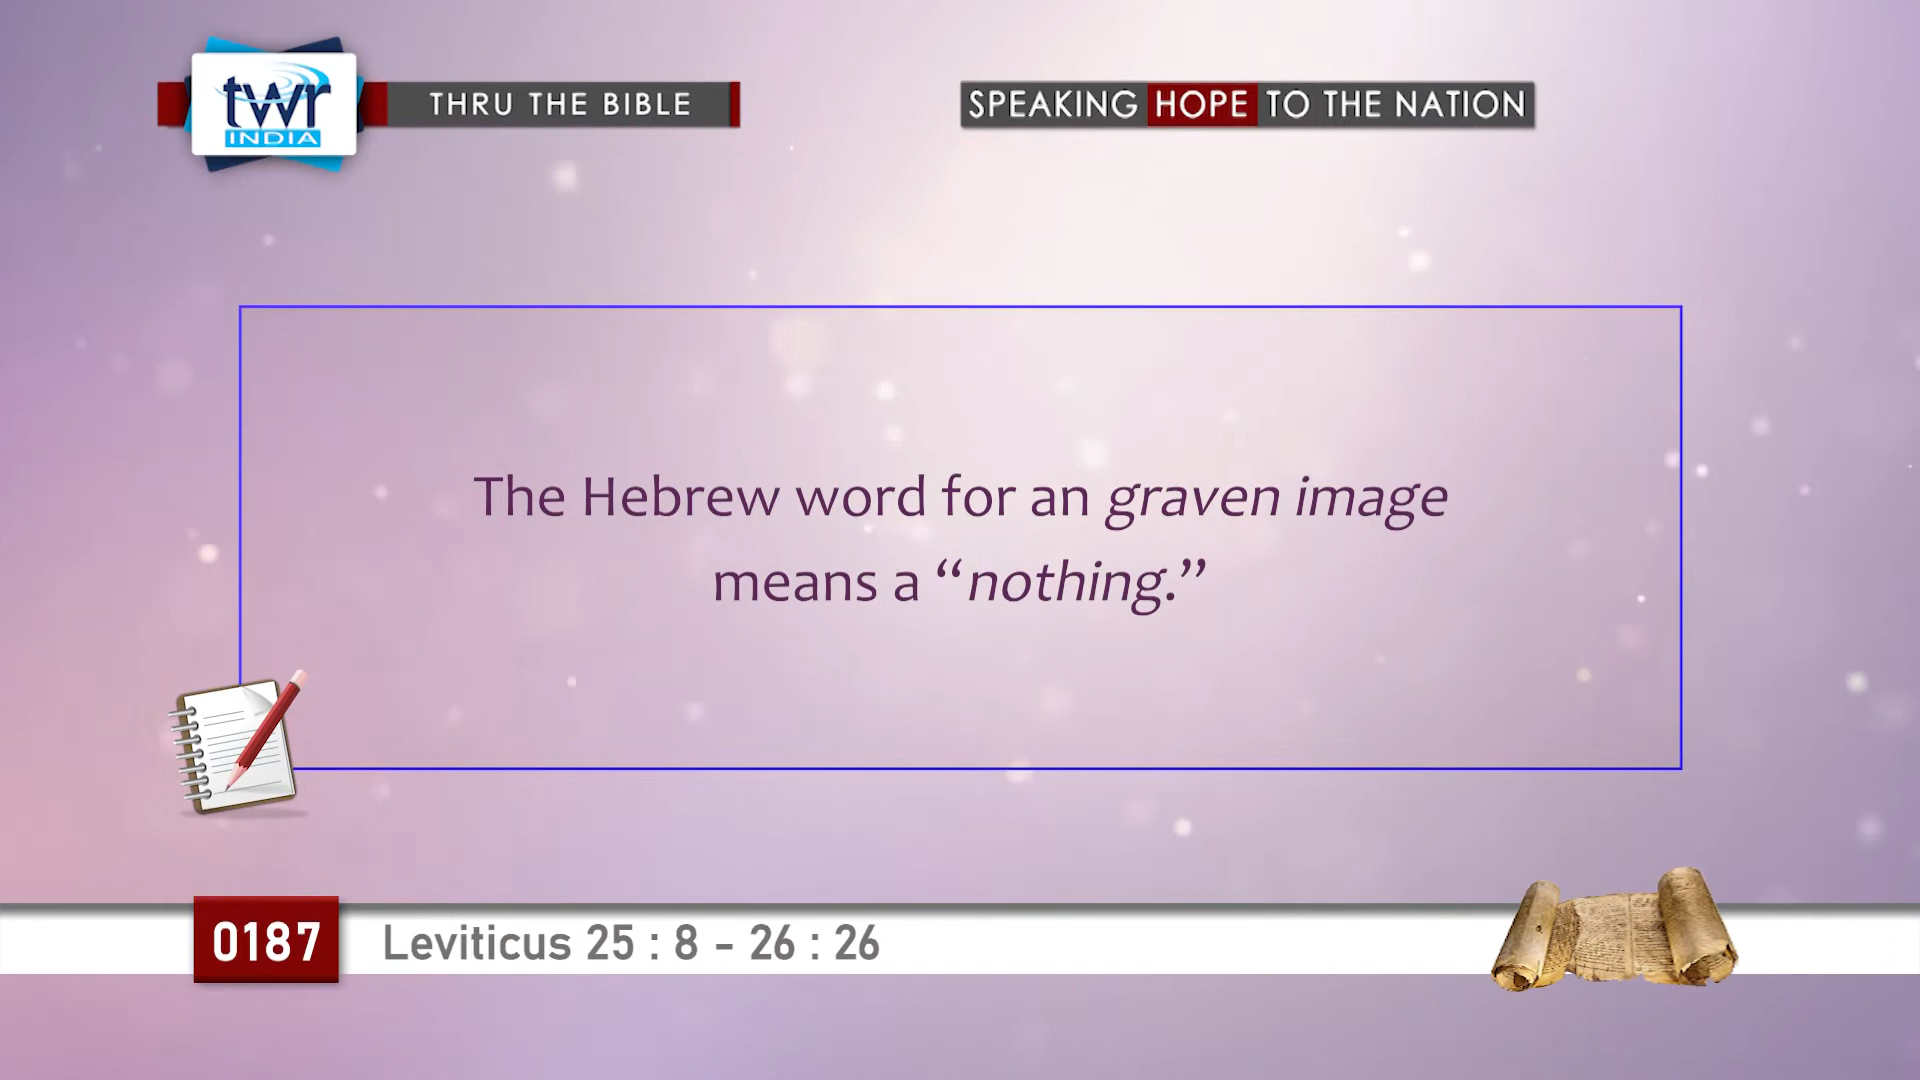 twr
INDIA
THRU THE BIBLE
SPEAKING HOPE TO THE NATION
The Hebrew word for an graven image
means a “nothing.”
0187
Leviticus 25 : 8 - 26 : 26